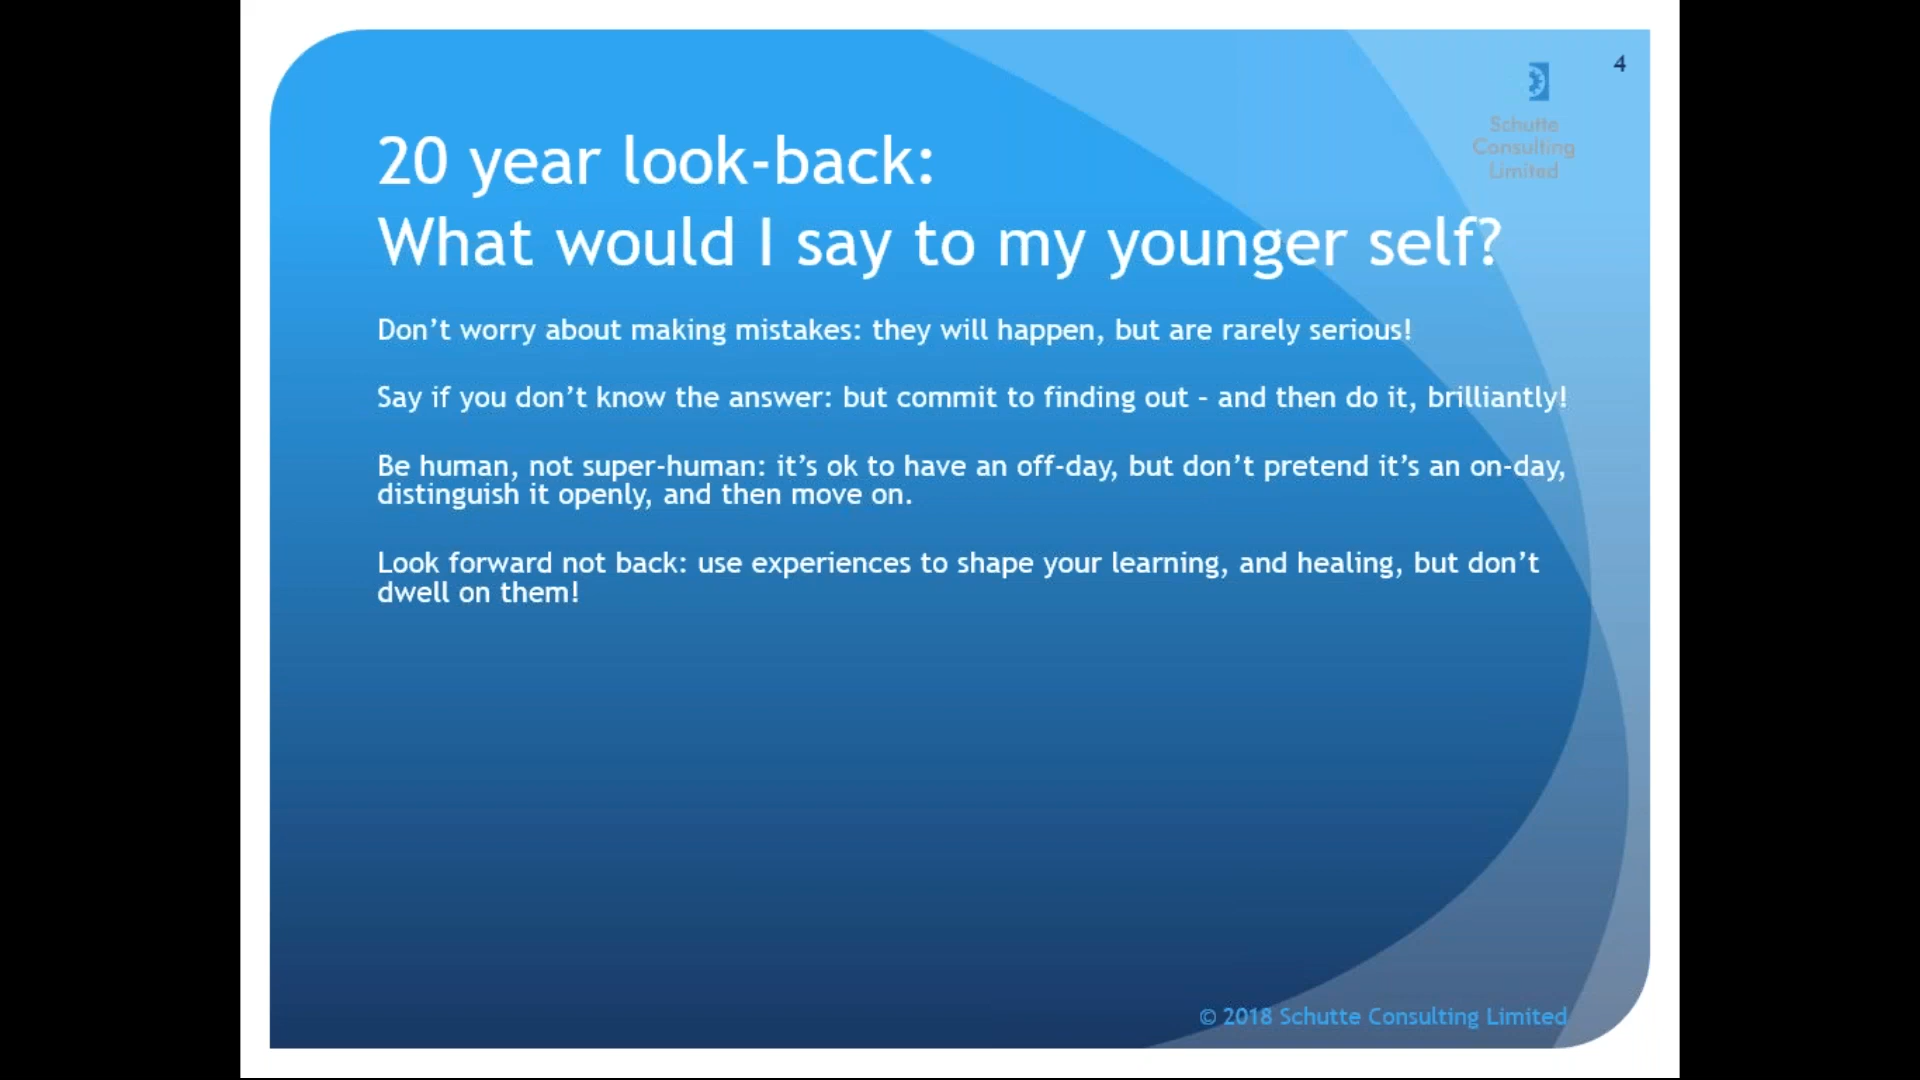 4
Schutte
Consulting
Limited
20 year look-back:
What would I say to my younger self?
Don’t worry about making mistakes: they will happen, but are rarely serious!
Say if you don’t know the answer: but commit to finding out – and then do it, brilliantly!
Be human, not super-human: it’s ok to have an off-day, but don’t pretend it’s an on-day,
distinguish it openly, and then move on.
Look forward not back: use experiences to shape your learning, and healing, but don’t
dwell on them!
© 2018 Schutte Consulting Limited